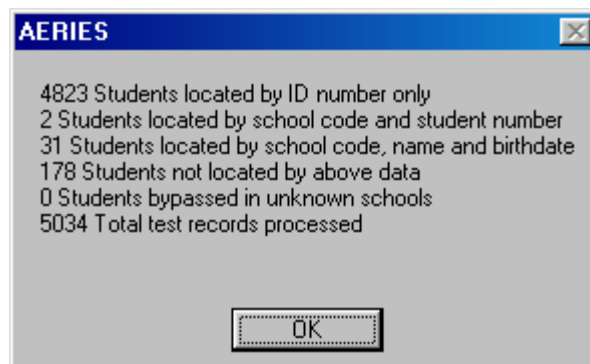 AERIES
4823 Students located by ID number only
2 Students located by school code and student number
31 Students located by school code, name and birthdate
178 Students not located by above data
0 Students bypassed in unknown schools
5034 Total test records processed
OK